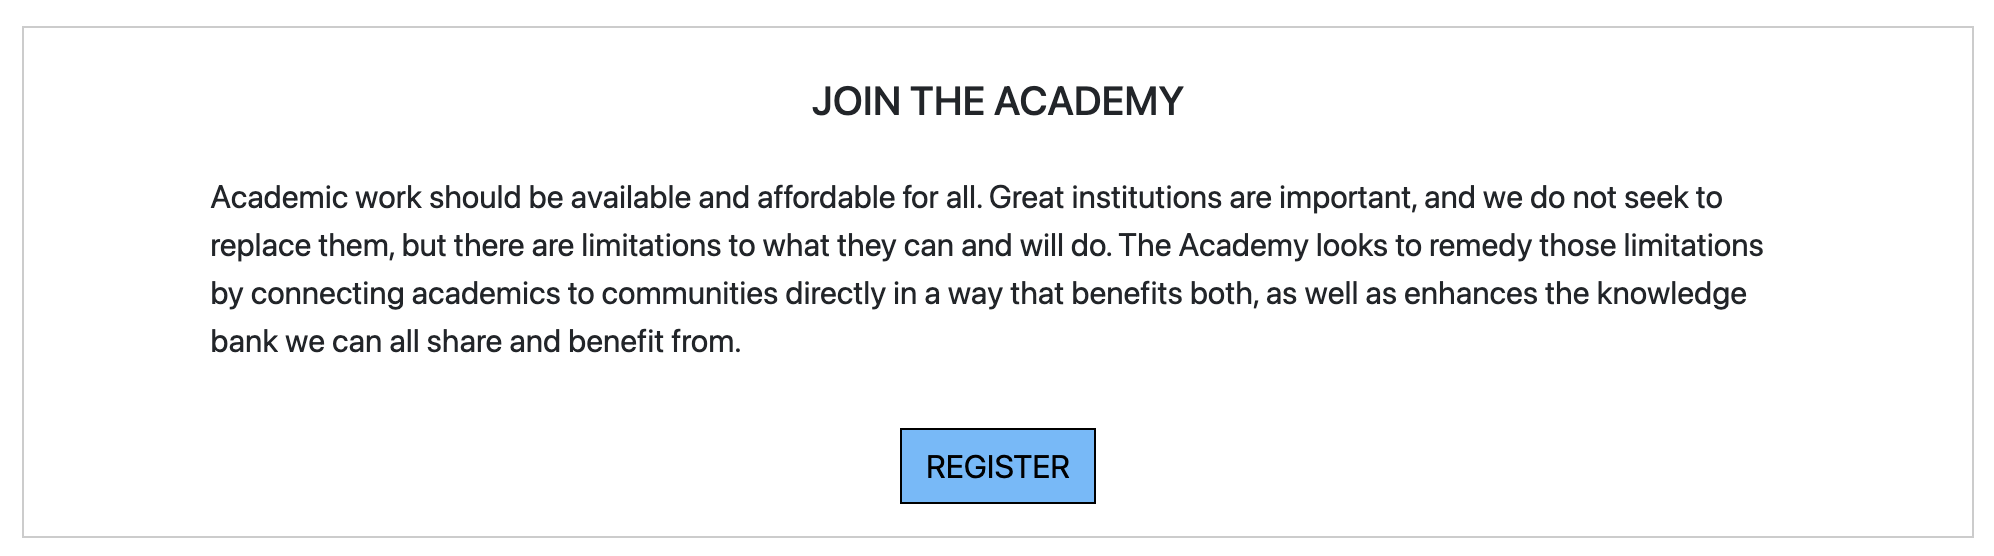 JOIN THE ACADEMY
Academic work should be available and affordable for all. Great institutions are important, and we do not seek to
replace them, but there are limitations to what they can and will do. The Academy looks to remedy those limitations
by connecting academics to communities directly in a way that benefits both, as well as enhances the knowledge
bank we can all share and benefit from.
REGISTER